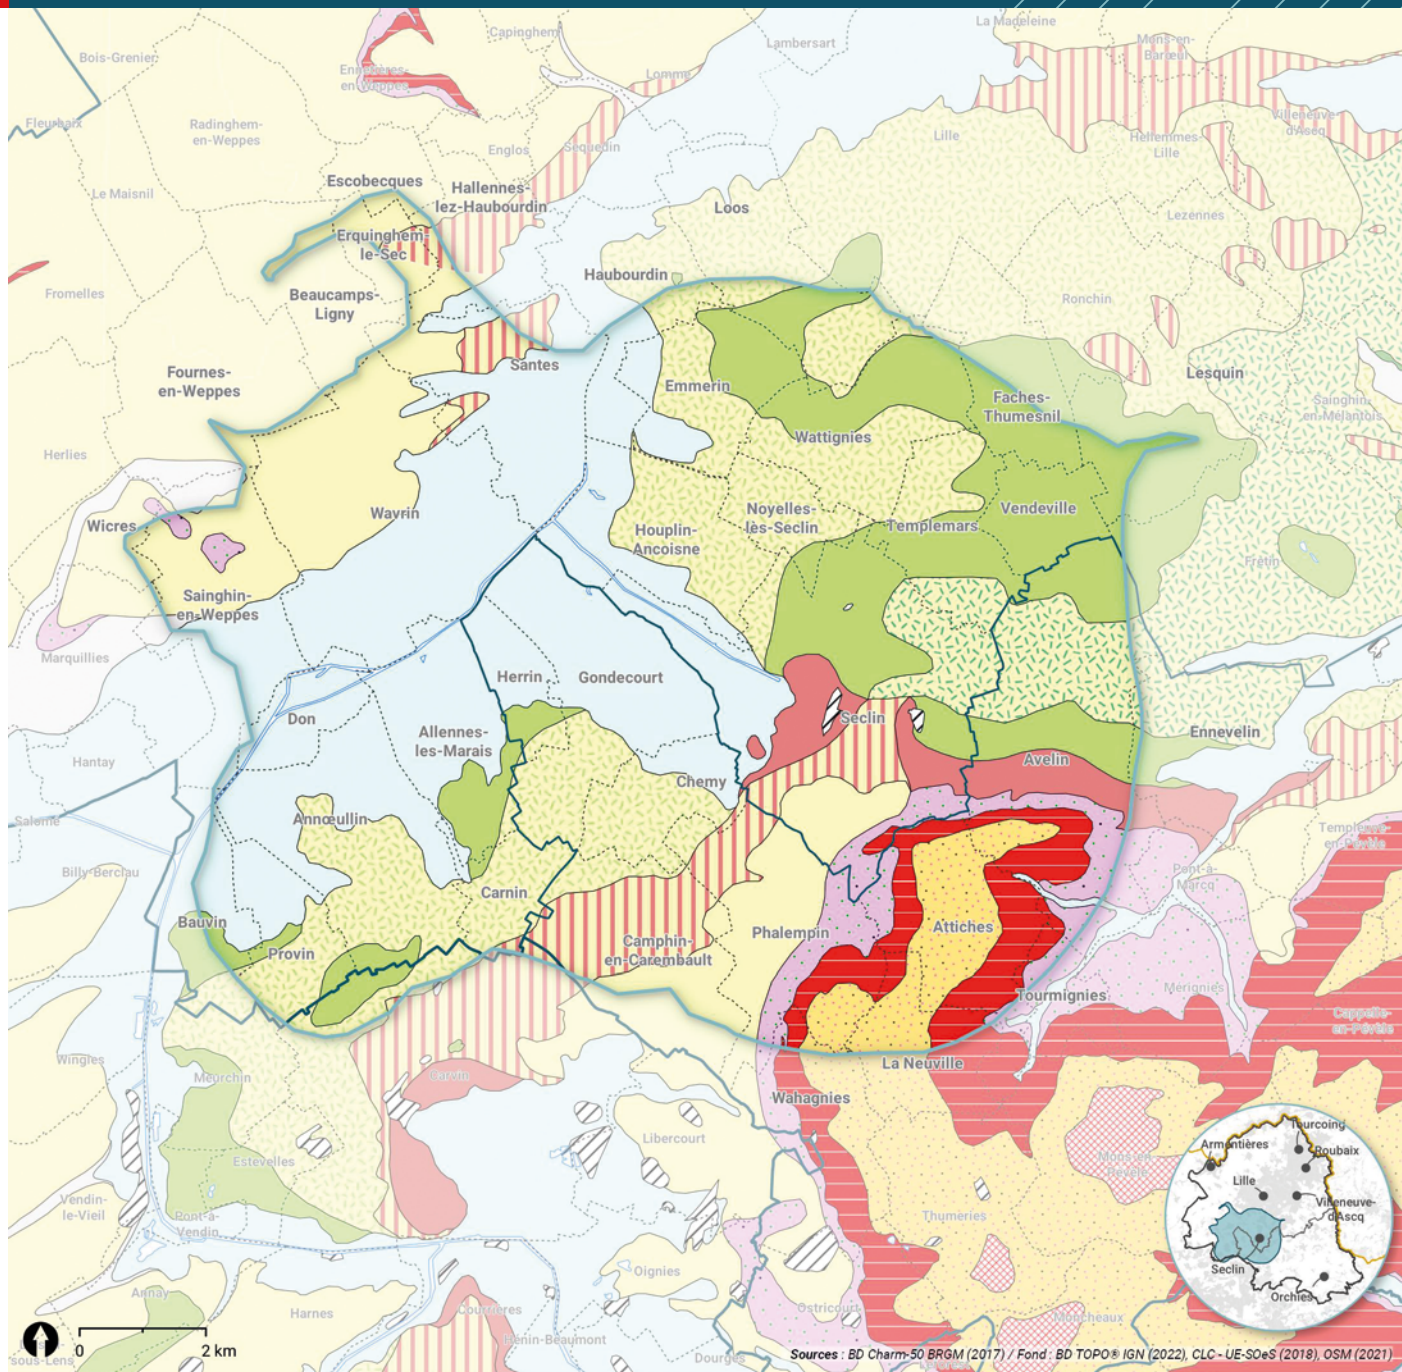 La Madeleine
Capinghem
Lambersart
Mons-en-
Barœul
Bois-Grenier
Ennetières-
en-Weppes
Lomme
Fleurbaix
Radinghem-
en-Weppes
Englos
Sequedin
Lille
Hellemmes-
Lille
Villeneuve-
d'Ascq
Le Maisnil
Escobecques
Hallennes-
lez-Haubourdin
Loos
Lezennes
Erquinghem-
le-Sec
Haubourdin
Fromelles
Beaucamps-
Ligny
Ronchin
Santes
Fournes-
en-Weppes
Emmerin
Lesquin
Faches-
Thumesnil
Sainghin-
en-Mélantois
Wattignies
Herlies
Wavrin
Wicres
Houplin-
Ancoisne
Noyelles-
lès-Seclin
Templemars
Vendeville
Fretin
Sainghin-
en-Weppes
Marquillies
Herrin
Gondecourt
Don
Allennes-
les-Marais
Seclin
Ennevelin
Hantay
Avelin
Chemy
Salomé
Annœullin
Templeuve-
en-Pévèle
Billy-Berclau
Carnin
Pont-à-
Marcq
Bauvin
Provin
Camphin-
en-Carembault
Phalempin
Attiches
Tourmignies
Mérignies
Cappelle-
en-Pévèle
Wingles
Meurchin
Carvin
La Neuville
Wahagnies
Libercourt
Estevelles
Mons-en-
Pévèle
Vendin-
le-Vieil
Pont-à-
Vendin
Thumeries
Oignies
Annay
Harnes
Courrières
Ostricourt
Moncheaux
Hénin-Beaumont
Dourges
sous-Lens
Tourcoing
Armentières
Roubaix
Lille
Villeneuve-
d'Ascq
Seclin
Orchies
0 2 km
Sources : BD Charm-50 BRGM (2017) / Fond : BD TOPO® IGN (2022), CLC - UE-SOeS (2018), OSM (2021)